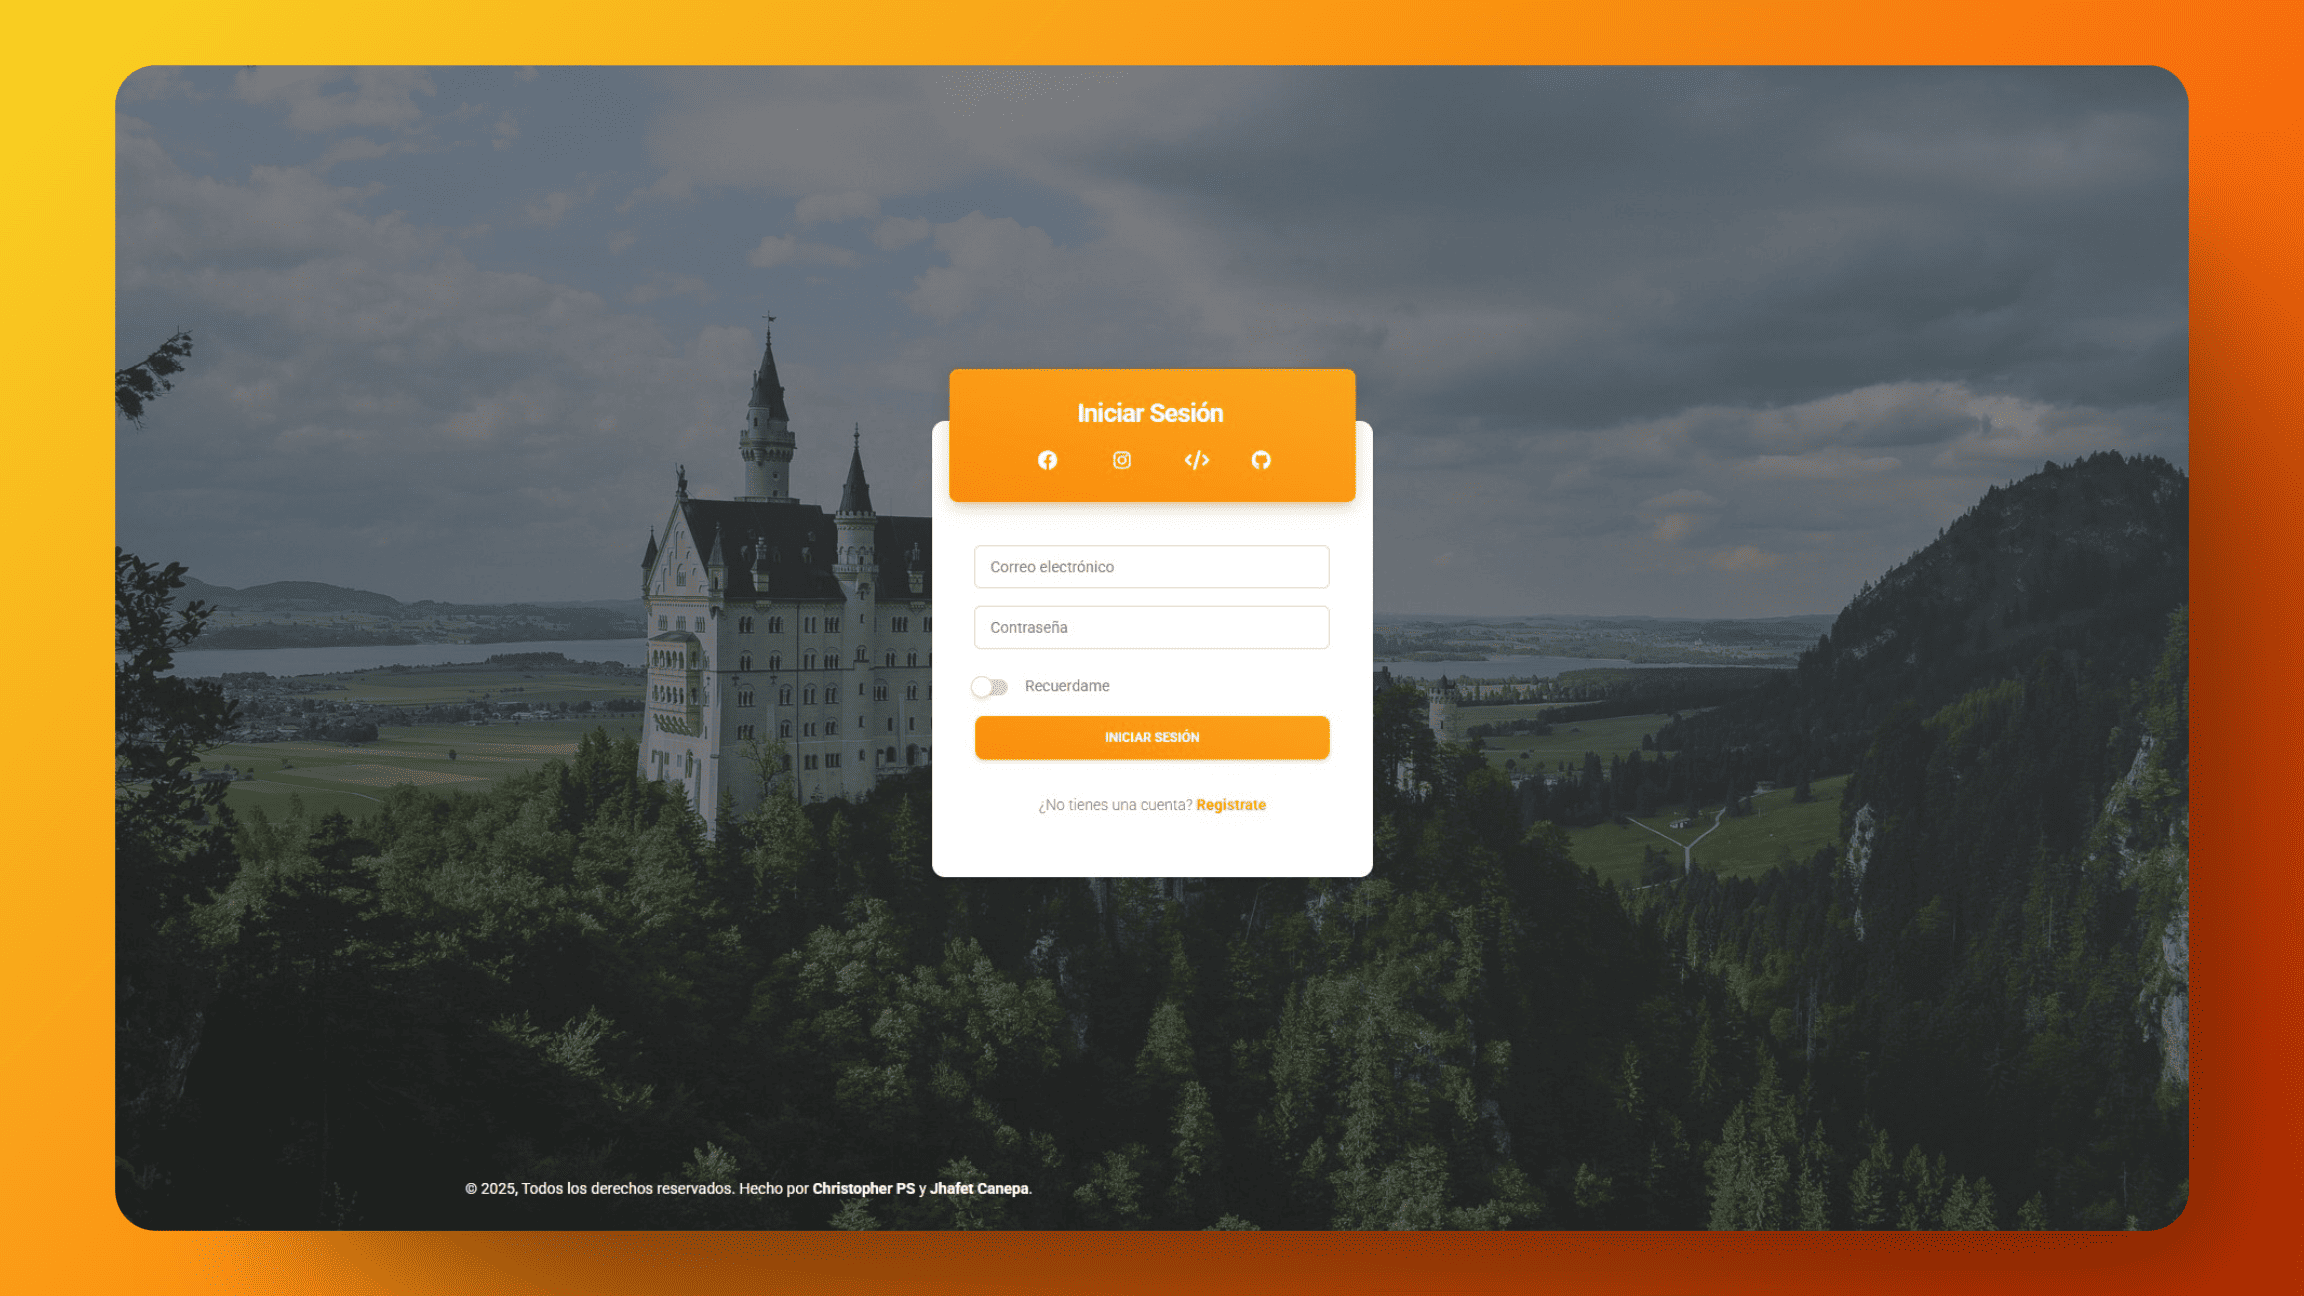 Iniciar Sesión
Correo electrónico
Contraseña
Recuerdame
INICIAR SESIÓN
¿No tienes una cuenta? Registrate
© 2025, Todos los derechos reservados. Hecho por Christopher PS y Jhafet Canepa.